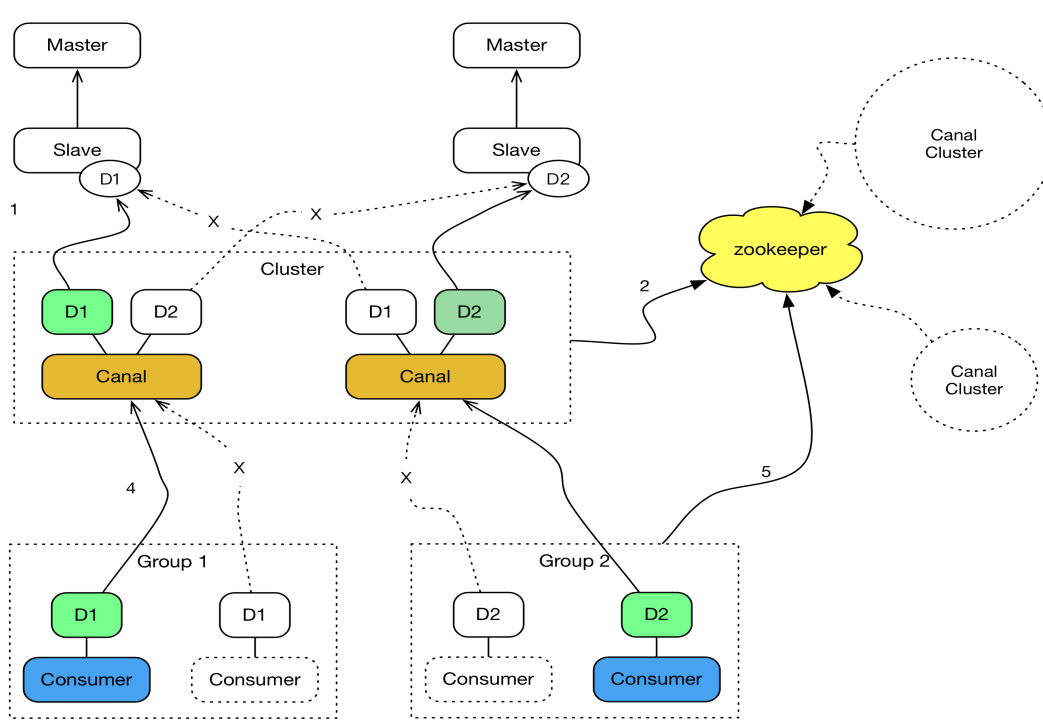 Master
Master
Slave
Slave
D1
D2
Canal
Cluster
1
X
X
zookeeper
Cluster
2
D1
D2
D1
D2
Canal
Canal
Canal
Cluster
X
X
4
5
Group 1
Group 2
D1
D1
D2
D2
Consumer
Consumer
Consumer
Consumer